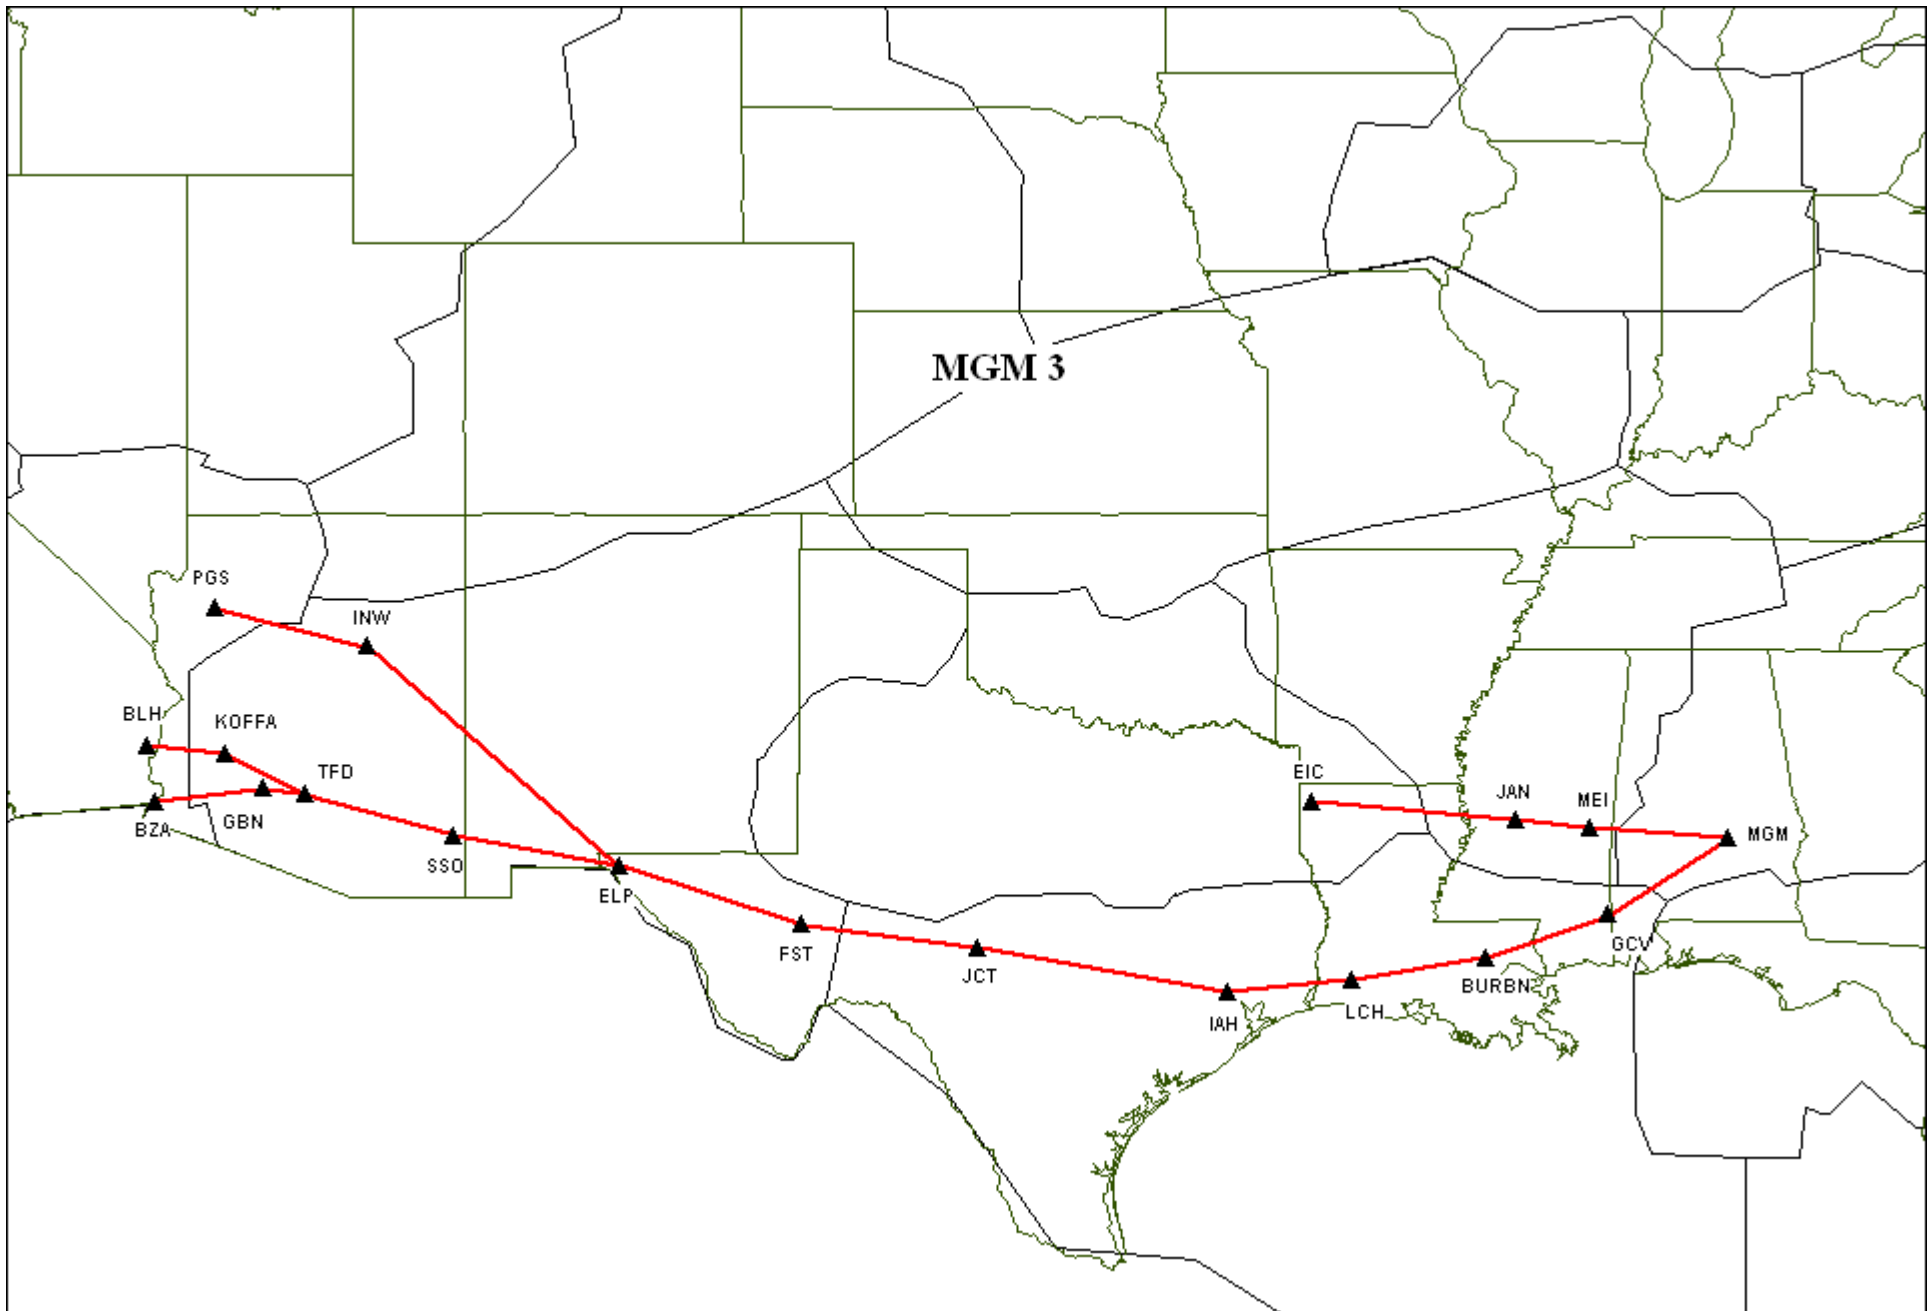 MGM 3
PGS
INW
BLH
KOFFA
TFD
BZA
GBN
SSO
ELP
EIC
JAN
MEI
MGM
FST
JCT
IAH
LCH
BURBN
GCV